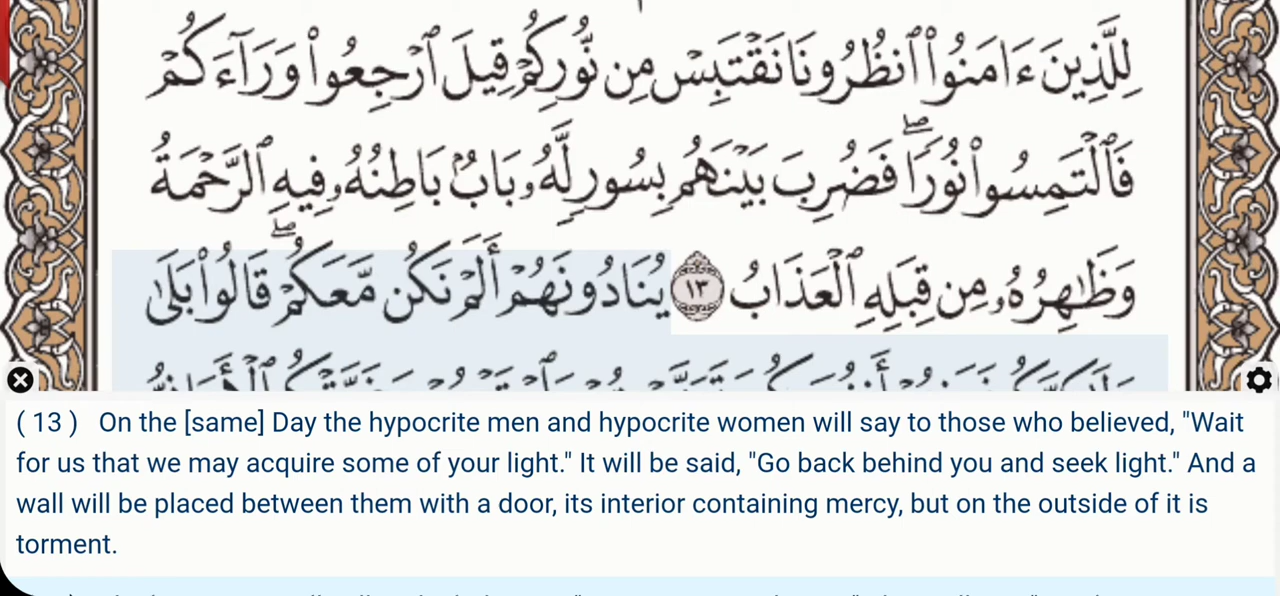 لِلَّذِينَ ءَامَنُوا۟ ٱنظُرُونَا نَقْتَبِسْ مِن نُّورِكُمْ قِيلَ ٱرْجِعُوا۟ وَرَآءَكُمْ
فَٱلْتَمِسُوا۟ نُورًۭا ۖ فَضُرِبَ بَيْنَهُم بِسُورٍۢ لَّهُۥ بَابٌۢ بَاطِنُهُۥ فِيهِ ٱلرَّحْمَةُ
وَظَـٰهِرُهُۥ مِن قِبَلِهِ ٱلْعَذَابُ ١٣ يُنَادُونَهُمْ أَلَمْ نَكُن مَّعَكُمْ ۖ قَالُوا۟ بَلَىٰ
( 13 ) On the [same] Day the hypocrite men and hypocrite women will say to those who believed, "Wait
for us that we may acquire some of your light." It will be said, "Go back behind you and seek light." And a
wall will be placed between them with a door, its interior containing mercy, but on the outside of it is
torment.